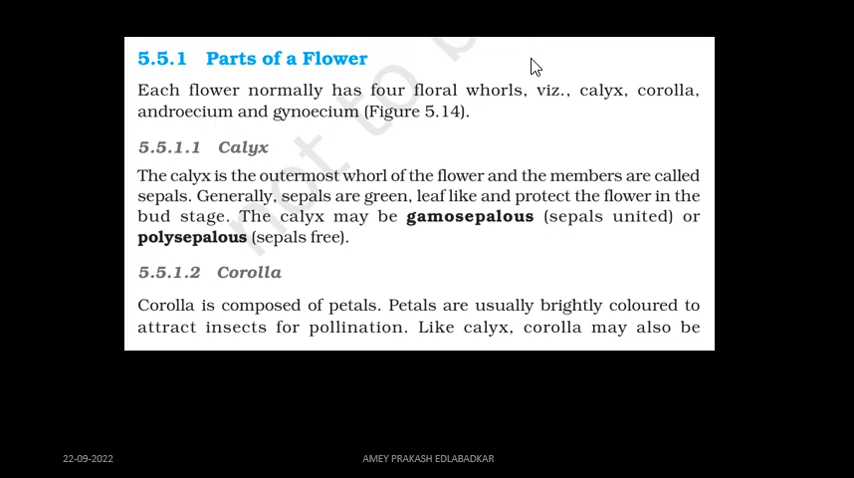 5.5.1 Parts of a Flower
Each flower normally has four floral whorls, viz., calyx, corolla,
androecium and gynoecium (Figure 5.14).
5.5.1.1 Calyx
The calyx is the outermost whorl of the flower and the members are called
sepals. Generally, sepals are green, leaf like and protect the flower in the
bud stage. The calyx may be gamosepalous (sepals united) or
polysepalous (sepals free).
5.5.1.2 Corolla
Corolla is composed of petals. Petals are usually brightly coloured to
attract insects for pollination. Like calyx, corolla may also be
not to b
22-09-2022
AMEY PRAKASH EDLABADKAR